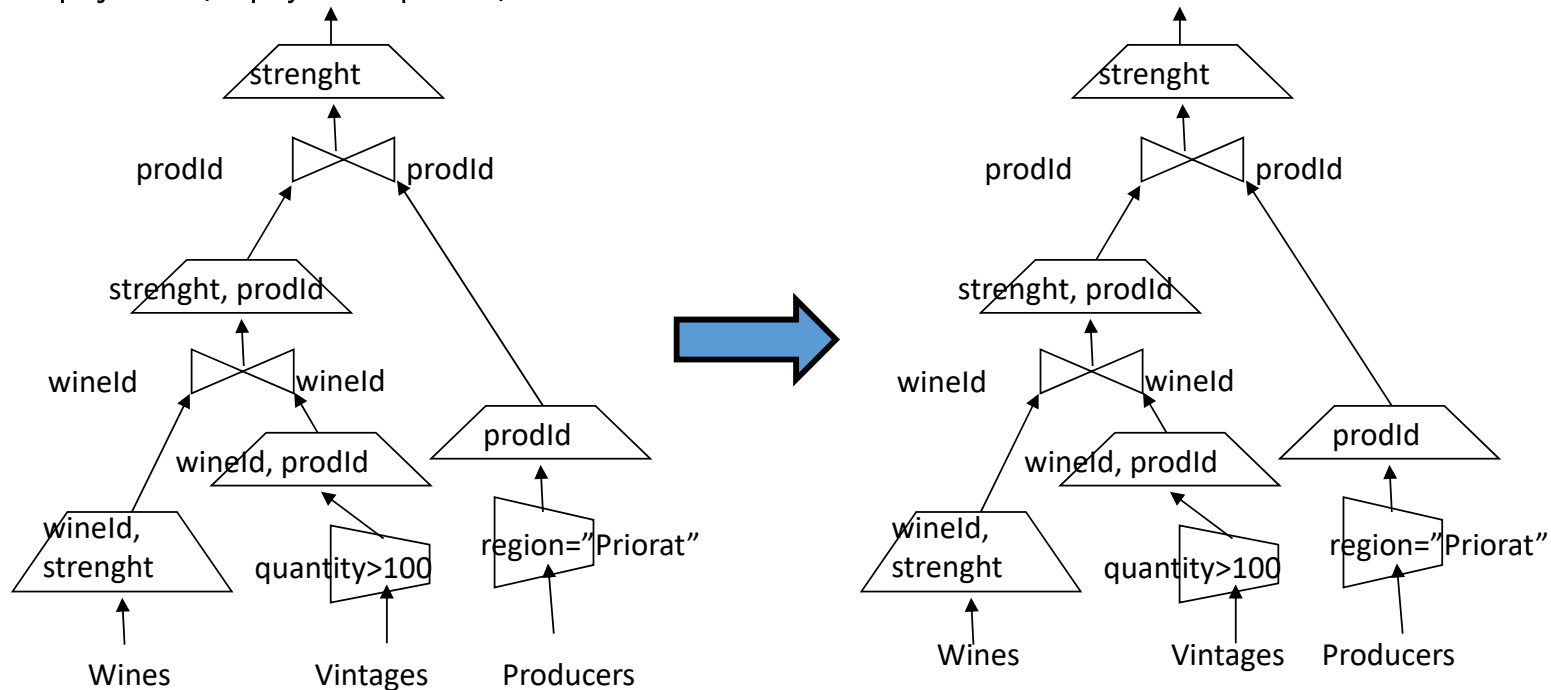 strenght
prodId
prodId
strenght, prodId
wineId
wineId
prodId
wineId, prodId
wineId,
strenght
quantity>100
region=”Priorat”
Wines
Vintages
Producers
strenght
prodId
prodId
strenght, prodId
wineId
wineId
prodId
wineId, prodId
wineId,
strenght
quantity>100
region=”Priorat”
Wines
Vintages
Producers